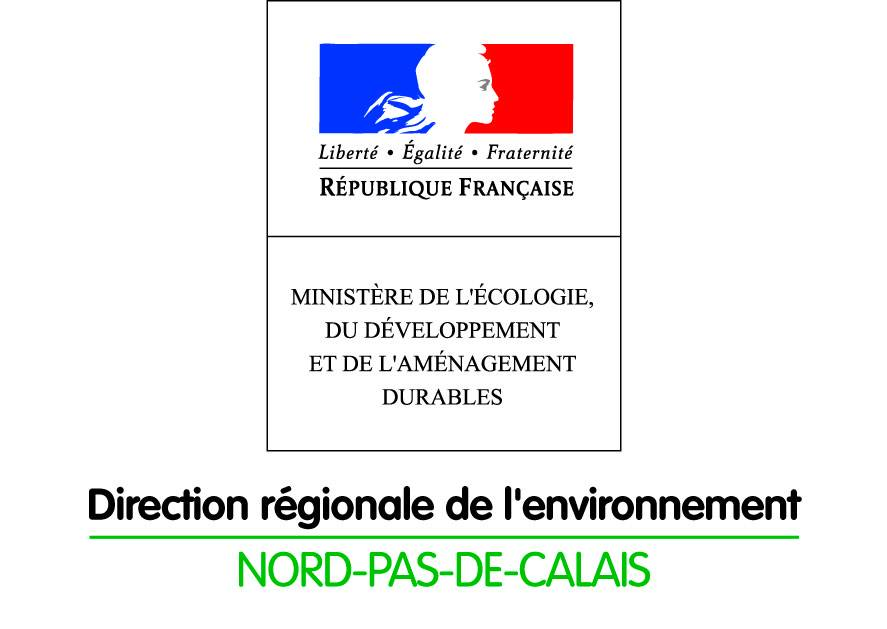 Liberté • Égalité • Fraternité
RÉPUBLIQUE FRANÇAISE
MINISTÈRE DE L'ÉCOLOGIE,
DU DÉVELOPPEMENT
ET DE L'AMÉNAGEMENT
DURABLES
Direction régionale de l'environnement
NORD-PAS-DE-CALAIS